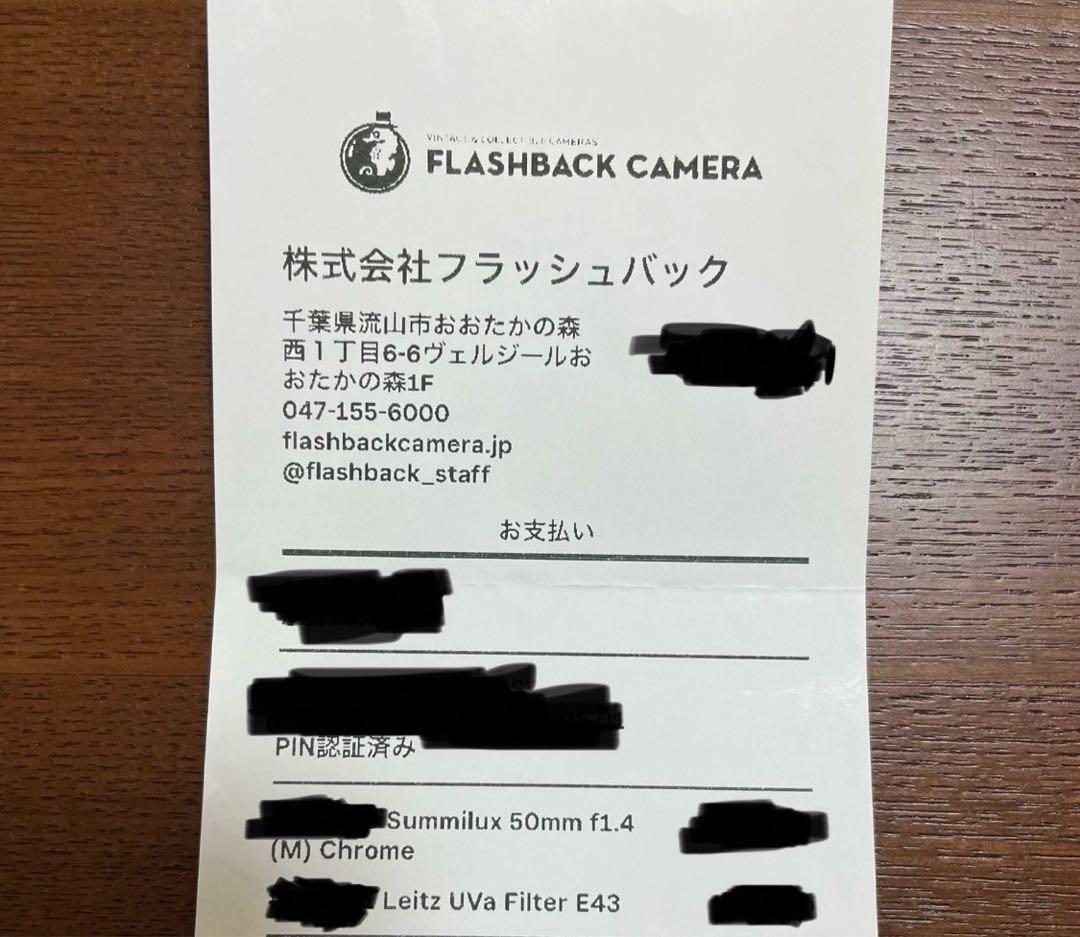 VINTAGE & COLLECTIBLE CAMERAS
FLASHBACK CAMERA
株式会社フラッシュバック
千葉県流山市おおたかの森
西1丁目6-6ヴェルジールお
おたかの森1F
047-155-6000
flashbackcamera.jp
@flashback_staff
お支払い
PIN認証済み
Summilux 50mm f1.4
(M) Chrome
Leitz UVa Filter E43